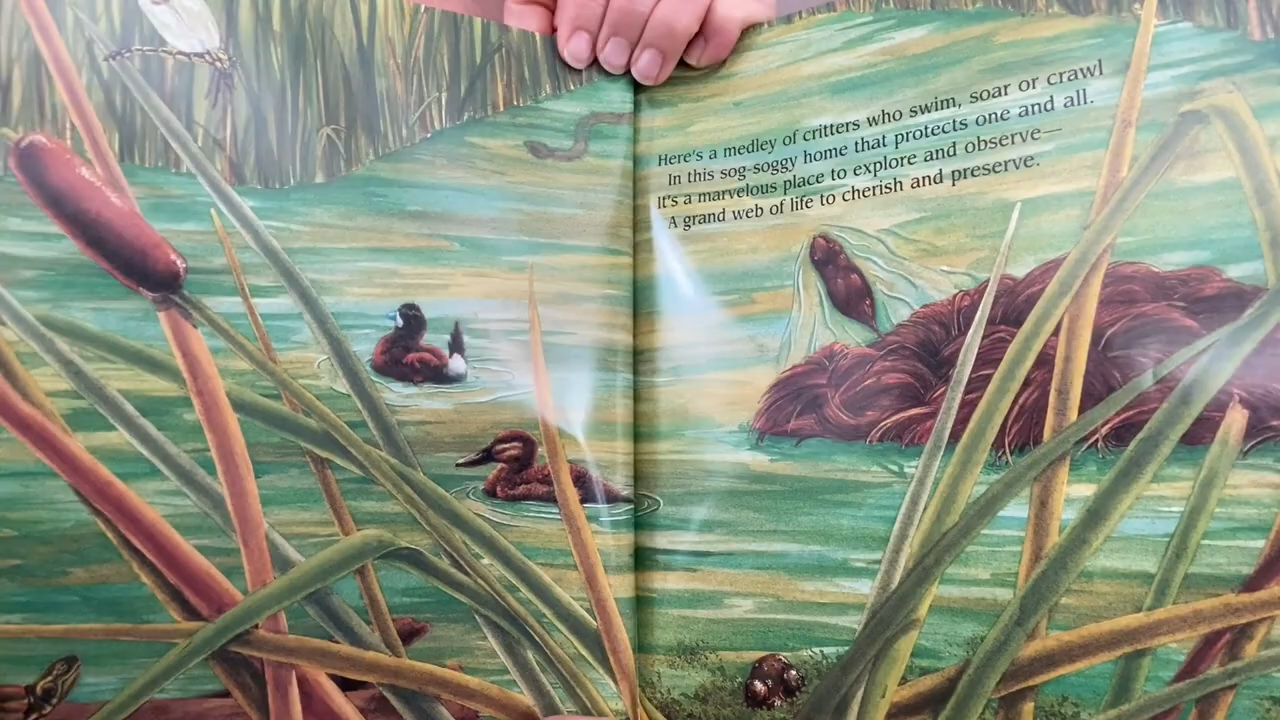 Here's a medley of critters who swim, soar or crawl
In this sog-soggy home that protects one and all.
It's a marvelous place to explore and observe—
A grand web of life to cherish and preserve.